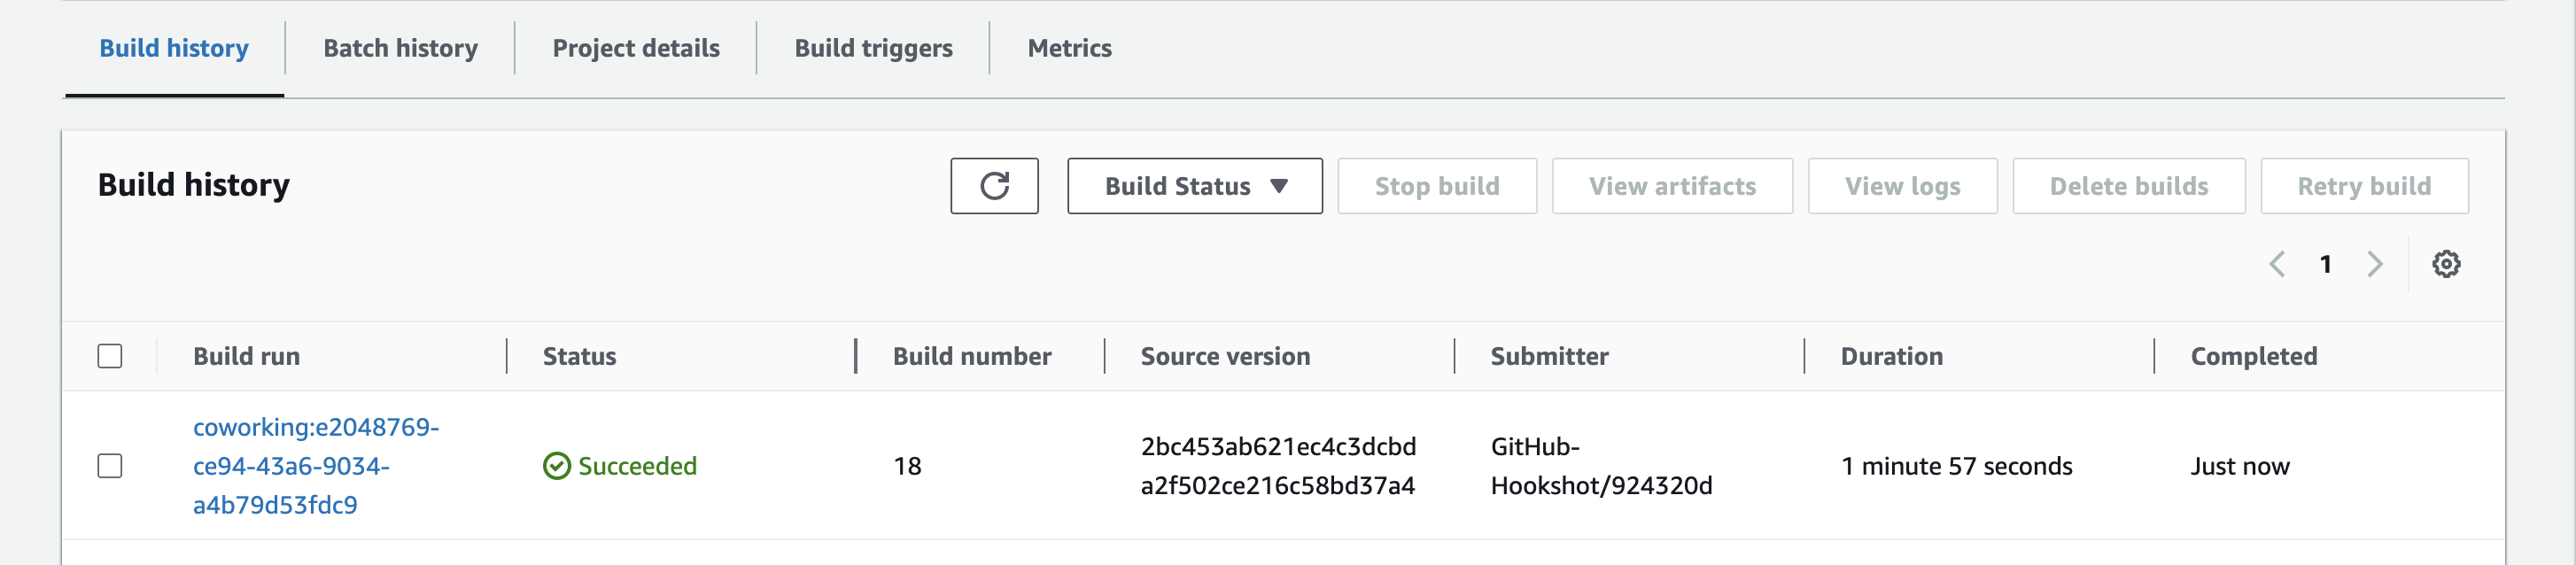 Build history
Batch history
Project details
Build triggers
Metrics
Build history
Build Status
Stop build
View artifacts
View logs
Delete builds
Retry build
1
Build run
Status
Build number
Source version
Submitter
Duration
Completed
coworking:e2048769-
ce94-43a6-9034-
a4b79d53fdc9
Succeeded
18
2bc453ab621ec4c3dcbd
a2f502ce216c58bd37a4
GitHub-
Hookshot/924320d
1 minute 57 seconds
Just now